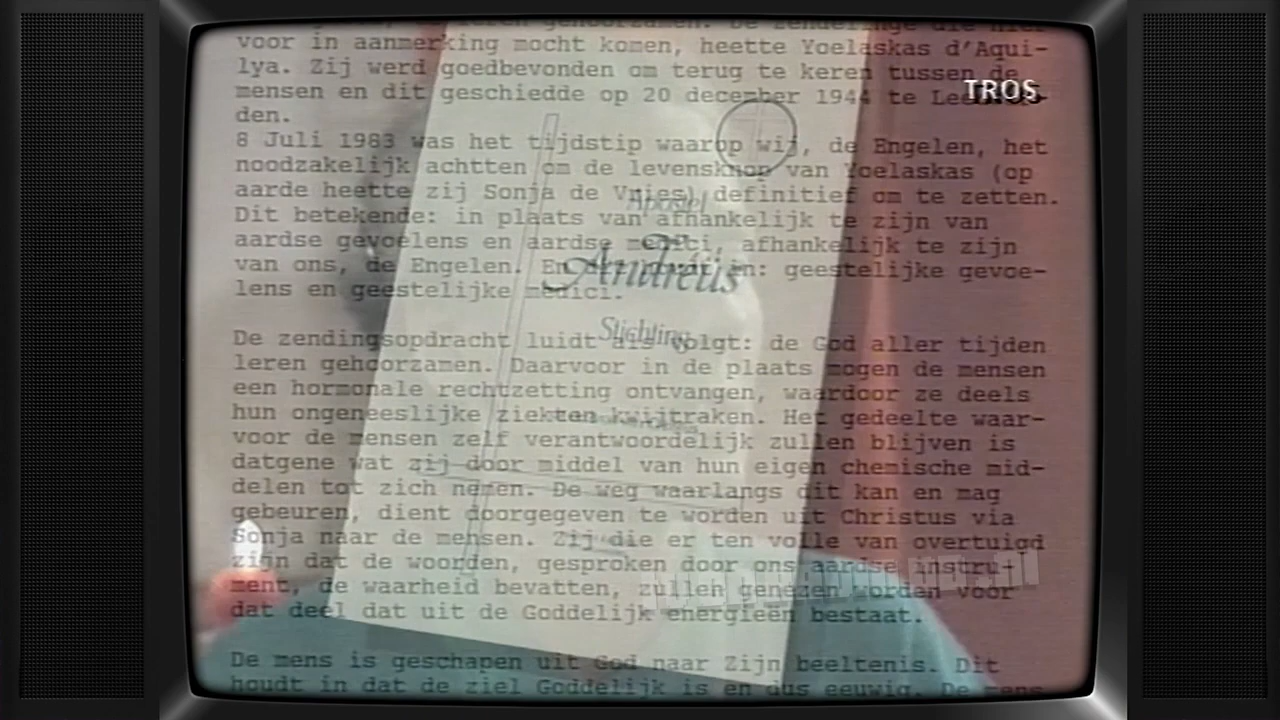 voor in aanmerking mocht komen, heette Yoelaskas d'Aqui-
lya. Zij werd goedbevonden om terug te keren tussen de
mensen en dit geschiedde op 20 december 1944 te
den.
8 Juli 1983 was het tijdstip waarop wij, de Engelen, het
noodzakelijk achtten om de levensknop van Yoelaskas (op
aarde heette zij Sonja de Vries) definitief om te zetten.
Dit betekende: in plaats van afhankelijk te zijn van
aardse gevoelens en aardse medici, afhankelijk te zijn
van ons, de Engelen. En geestelijke gevoe-
lens en geestelijke medici.
De zendingsopdracht luidt als volgt: de God aller tijden
leren gehoorzamen. Daarvoor in de plaats mogen de mensen
een hormonale rechtzetting ontvangen, waardoor ze deels
hun ongeneeslijke ziekten kwijtraken. Het gedeelte waar-
voor de mensen zelf verantwoordelijk zullen blijven is
datgene wat zij door middel van hun eigen chemische mid-
delen tot zich nemen. De weg waarlangs dit kan en mag
gebeuren, dient doorgegeven te worden uit Christus via
Sonja naar de mensen. Zij die er ten volle van overtuigd
zijn dat de woorden, gesproken door ons aardse instru-
ment, de waarheid bevatten, zullen genezen worden voor
dat deel dat uit de Goddelijk energieën bestaat.
De mens is geschapen uit God naar Zijn beeltenis. Dit
houdt in dat de ziel Goddelijk is en dus eeuwig. De mens
TROS
Apostel
Andreus
Stichting